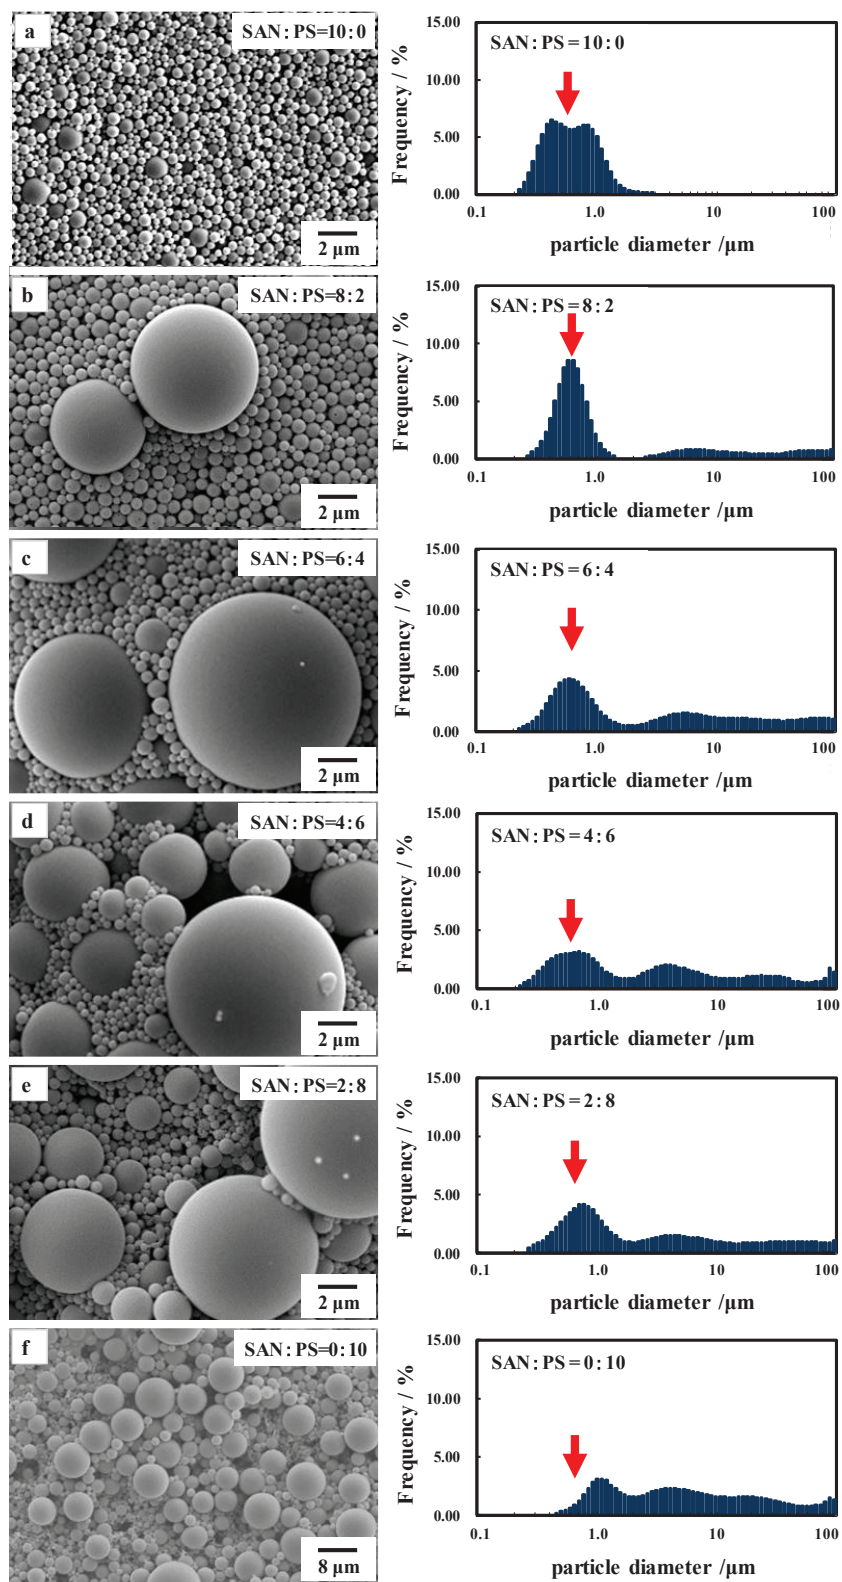 a
SAN:PS=10:0
2 μm
Frequency / %
15.00
10.00
5.00
0.00
SAN:PS=10:0
0.1
1.0
10
100
particle diameter /μm
b
SAN:PS=8:2
2 μm
Frequency / %
15.00
10.00
5.00
0.00
SAN:PS=8:2
0.1
1.0
10
100
particle diameter /μm
c
SAN:PS=6:4
2 μm
Frequency / %
15.00
10.00
5.00
0.00
SAN:PS=6:4
0.1
1.0
10
100
particle diameter /μm
d
SAN:PS=4:6
2 μm
Frequency / %
15.00
10.00
5.00
0.00
SAN:PS=4:6
0.1
1.0
10
100
particle diameter /μm
e
SAN:PS=2:8
2 μm
Frequency / %
15.00
10.00
5.00
0.00
SAN:PS=2:8
0.1
1.0
10
100
particle diameter /μm
f
SAN:PS=0:10
8 μm
Frequency / %
15.00
10.00
5.00
0.00
SAN:PS=0:10
0.1
1.0
10
100
particle diameter /μm